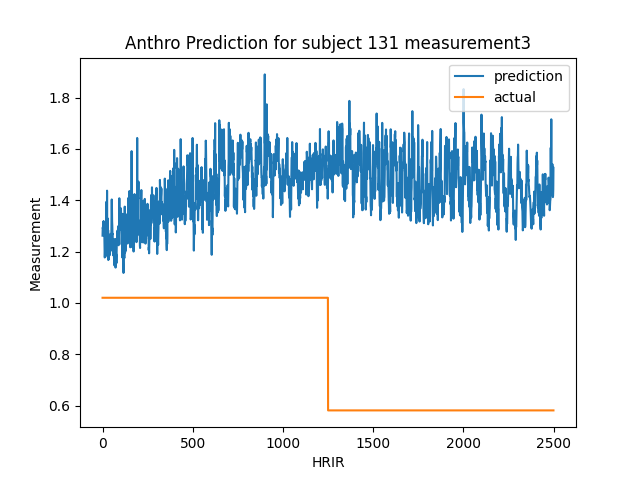 Anthro Prediction for subject 131 measurement3
prediction
actual
Measurement
1.8
1.6
1.4
1.2
1.0
0.8
0.6
0
500
1000
1500
2000
2500
HRIR